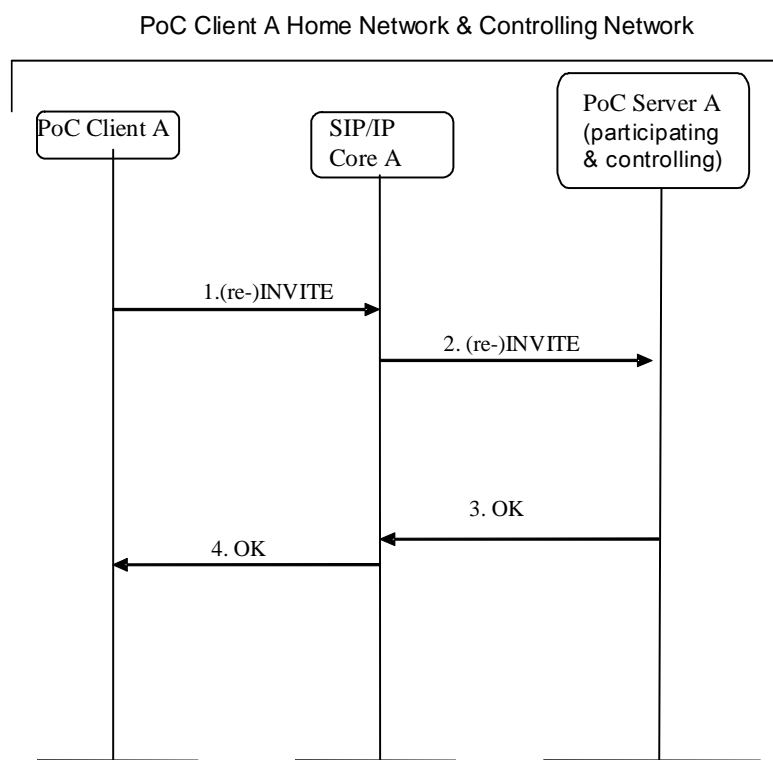 PoC Client A Home Network & Controlling Network
PoC Client A
SIP/IP
Core A
PoC Server A
(participating
& controlling)
1.(re-)INVITE
2. (re-)INVITE
3. OK
4. OK